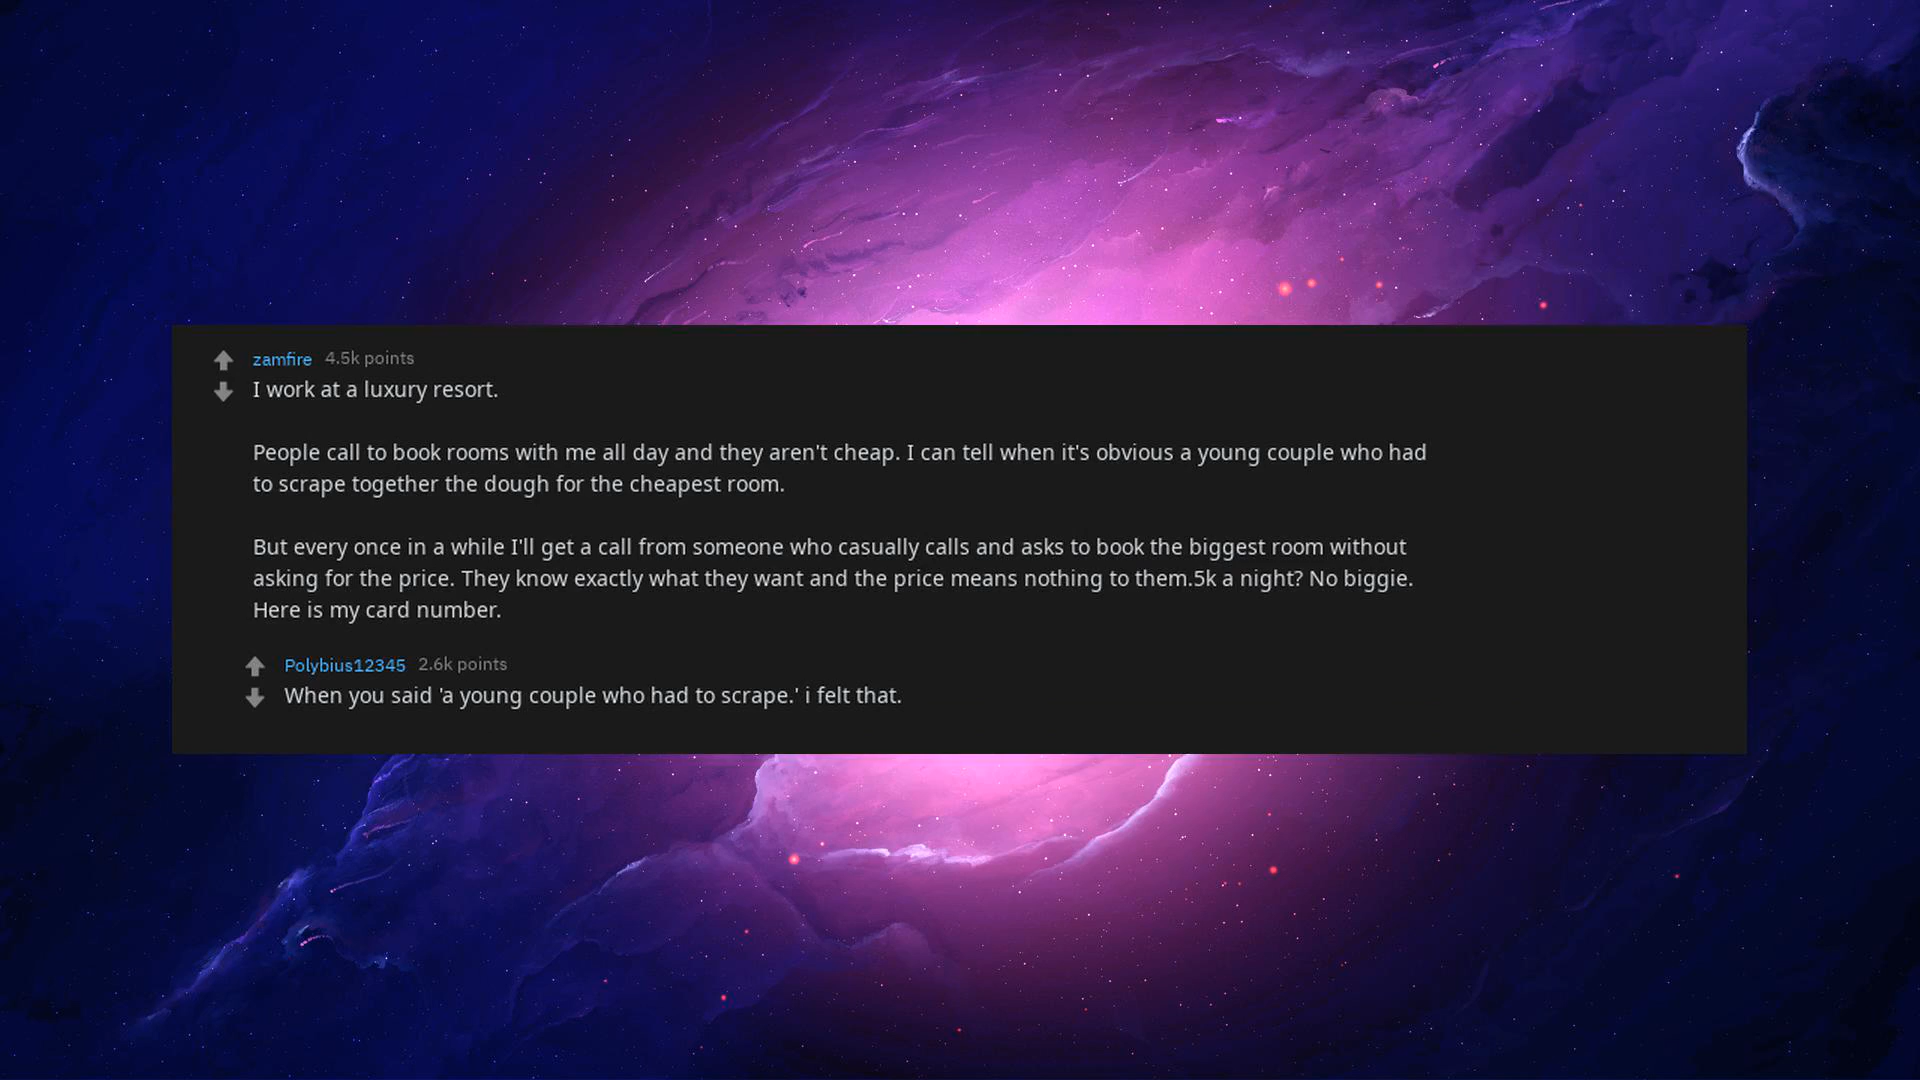 zamfire 4.5k points
I work at a luxury resort.
People call to book rooms with me all day and they aren't cheap. I can tell when it's obvious a young couple who had
to scrape together the dough for the cheapest room.
But every once in a while I'll get a call from someone who casually calls and asks to book the biggest room without
asking for the price. They know exactly what they want and the price means nothing to them.5k a night? No biggie.
Here is my card number.
Polybius12345 2.6k points
When you said 'a young couple who had to scrape.' i felt that.